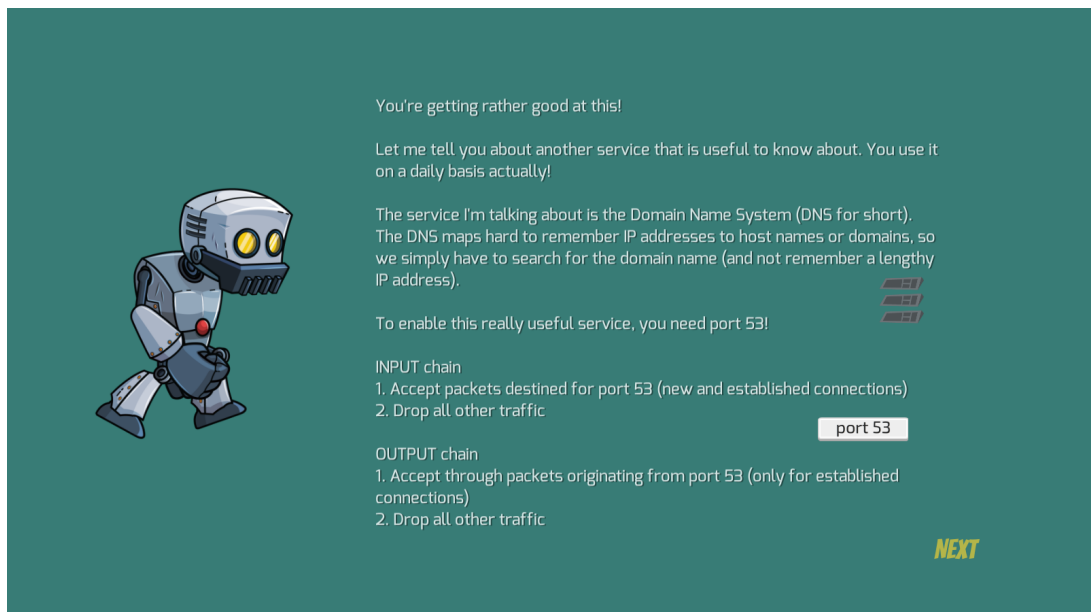 You're getting rather good at this!
Let me tell you about another service that is useful to know about. You use it
on a daily basis actually!
The service I'm talking about is the Domain Name System (DNS for short).
The DNS maps hard to remember IP addresses to host names or domains, so
we simply have to search for the domain name (and not remember a lengthy
IP address).
To enable this really useful service, you need port 53!
INPUT chain
1. Accept packets destined for port 53 (new and established connections)
2. Drop all other traffic
port 53
OUTPUT chain
1. Accept through packets originating from port 53 (only for established
connections)
2. Drop all other traffic
NEXT